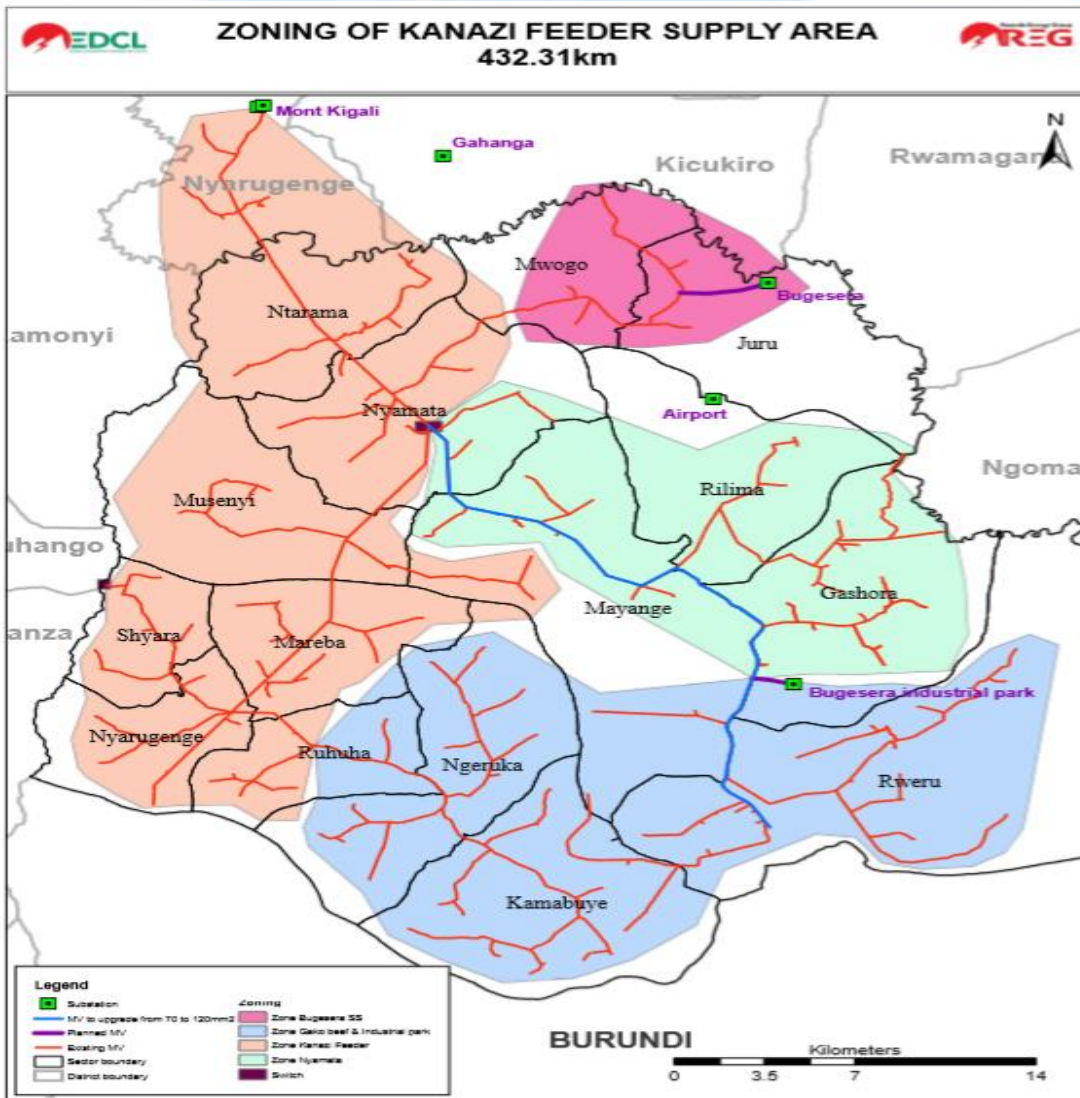 EDCL
ZONING OF KANAZI FEEDER SUPPLY AREA
432.31km
REG
Mont Kigali
Gahanga
N
Kicukiro
Rwamagana
Nyarugenge
Mwogo
Bugesera
Ntarama
amonyi
Juru
Airport
Nyamata
Ngoma
Rilima
Musenyi
uhango
Mayange
Gashora
Shyara
anza
Mareba
Bugesera industrial park
Nyarugenge
Ruhuha
Ngeruka
Rweru
Kamabuye
Legend
Substation
MV to upgrade from 70 to 120mm2
Planned MV
Existing MV
Sector boundary
District boundary
Zoning
Zone Bugesera SS
Zone Gako beef & Industrial park
Zone Kanazi Feeder
Zone Nyamata
Switch
BURUNDI
Kilometers
0 3.5 7 14